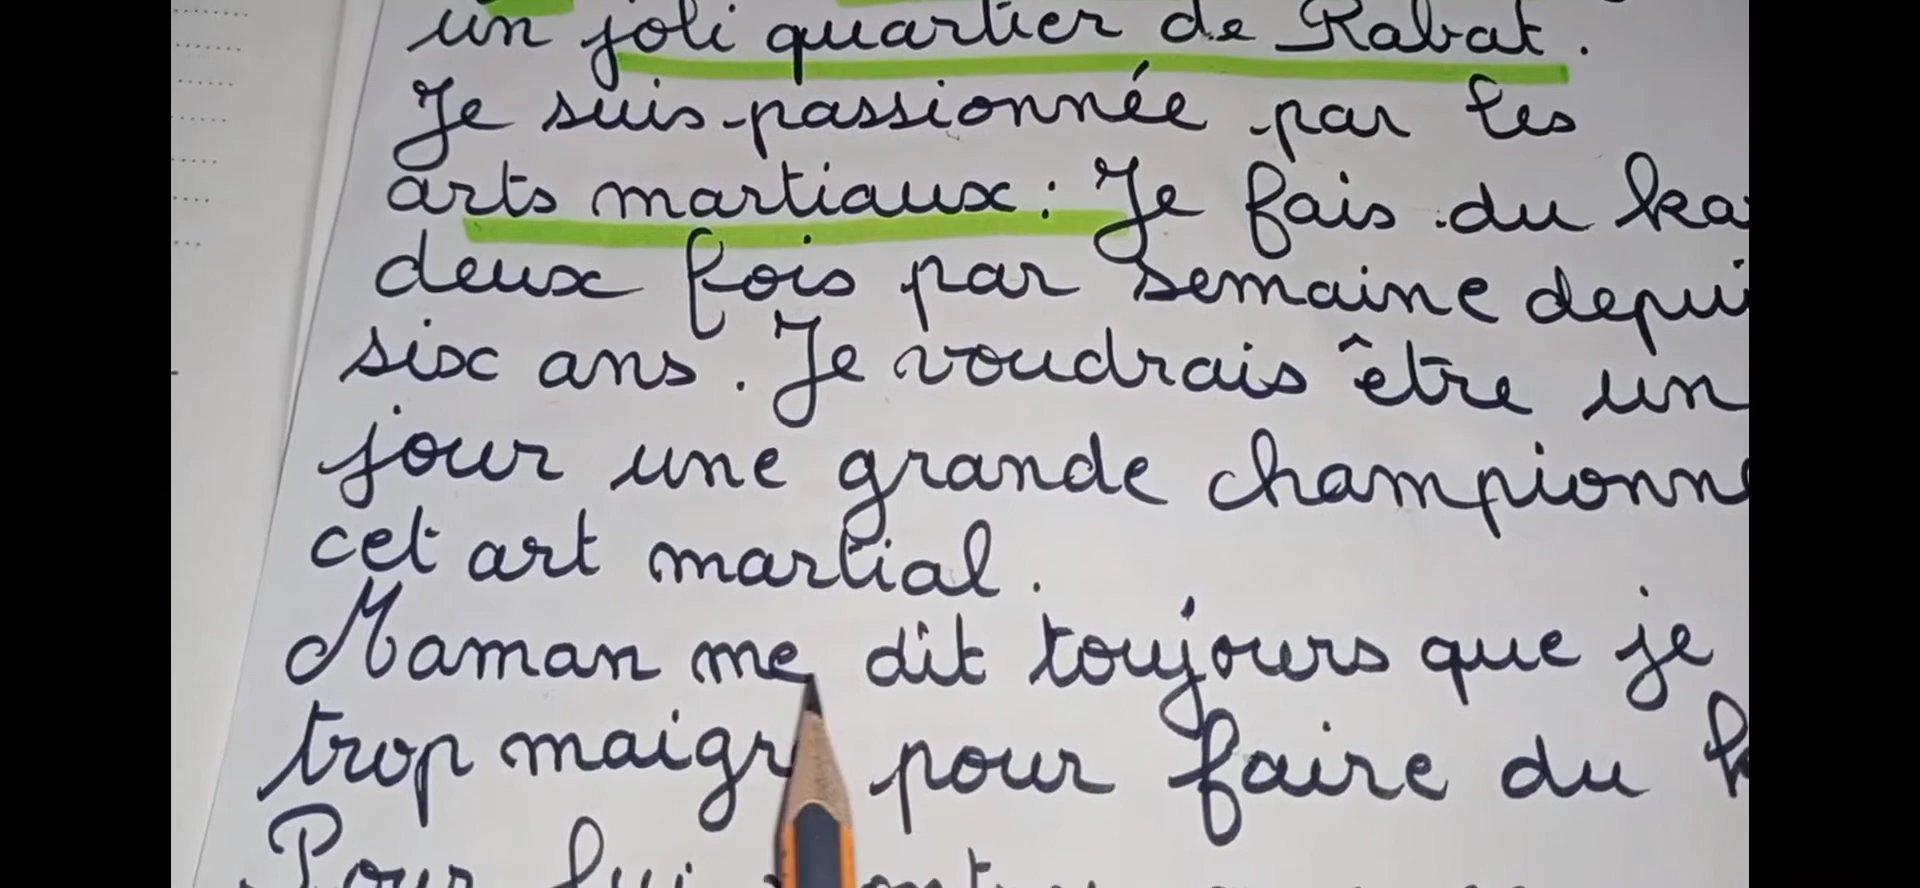 un joli quartier de Rabat.
Je suis passionnée par les
arts martiaux : Je fais du ka
deux fois par semaine depui
six ans. Je voudrais être un
jour une grande championn
cet art martial.
Maman me dit toujours que je
trop maigr pour faire du k
Pour lui